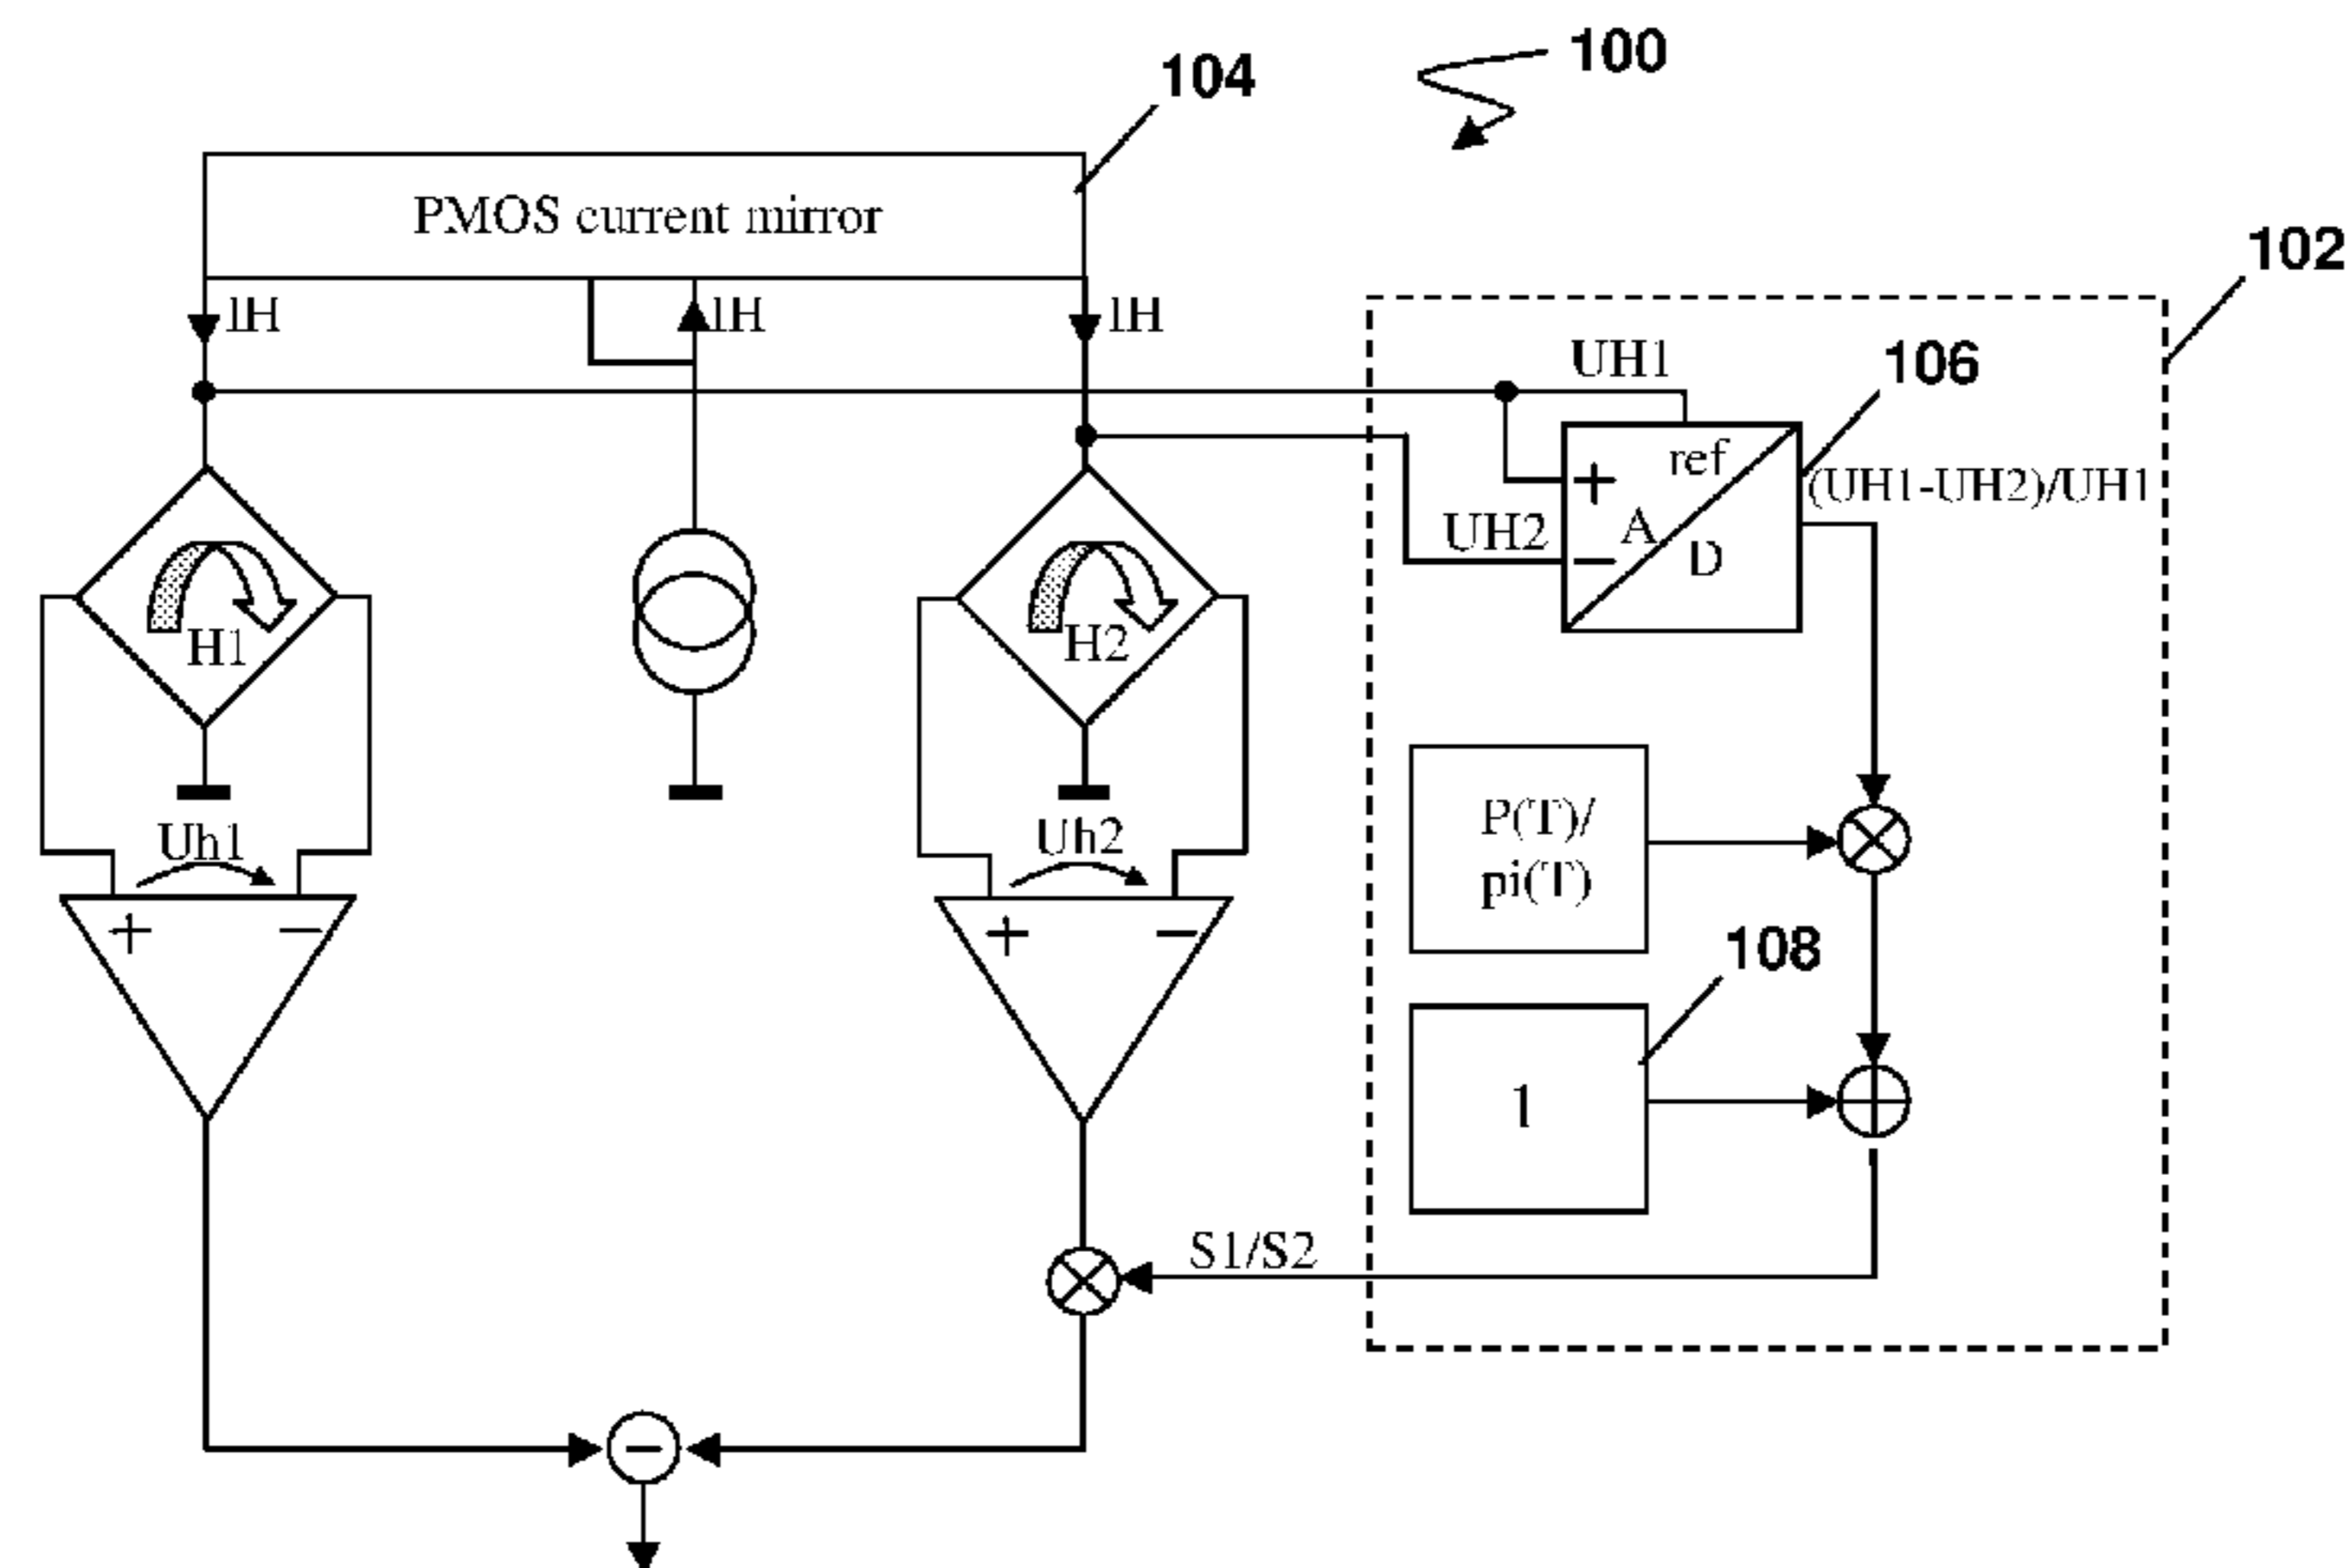 100
104
PMOS current mirror
102
IH
IH
IH
UH1
106
ref
(UH1-UH2)/UH1
+
A
UH2
D
−
H1
H2
P(T)/
pi(T)
Uh1
Uh2
+ −
+ −
108
1
S1/S2
−